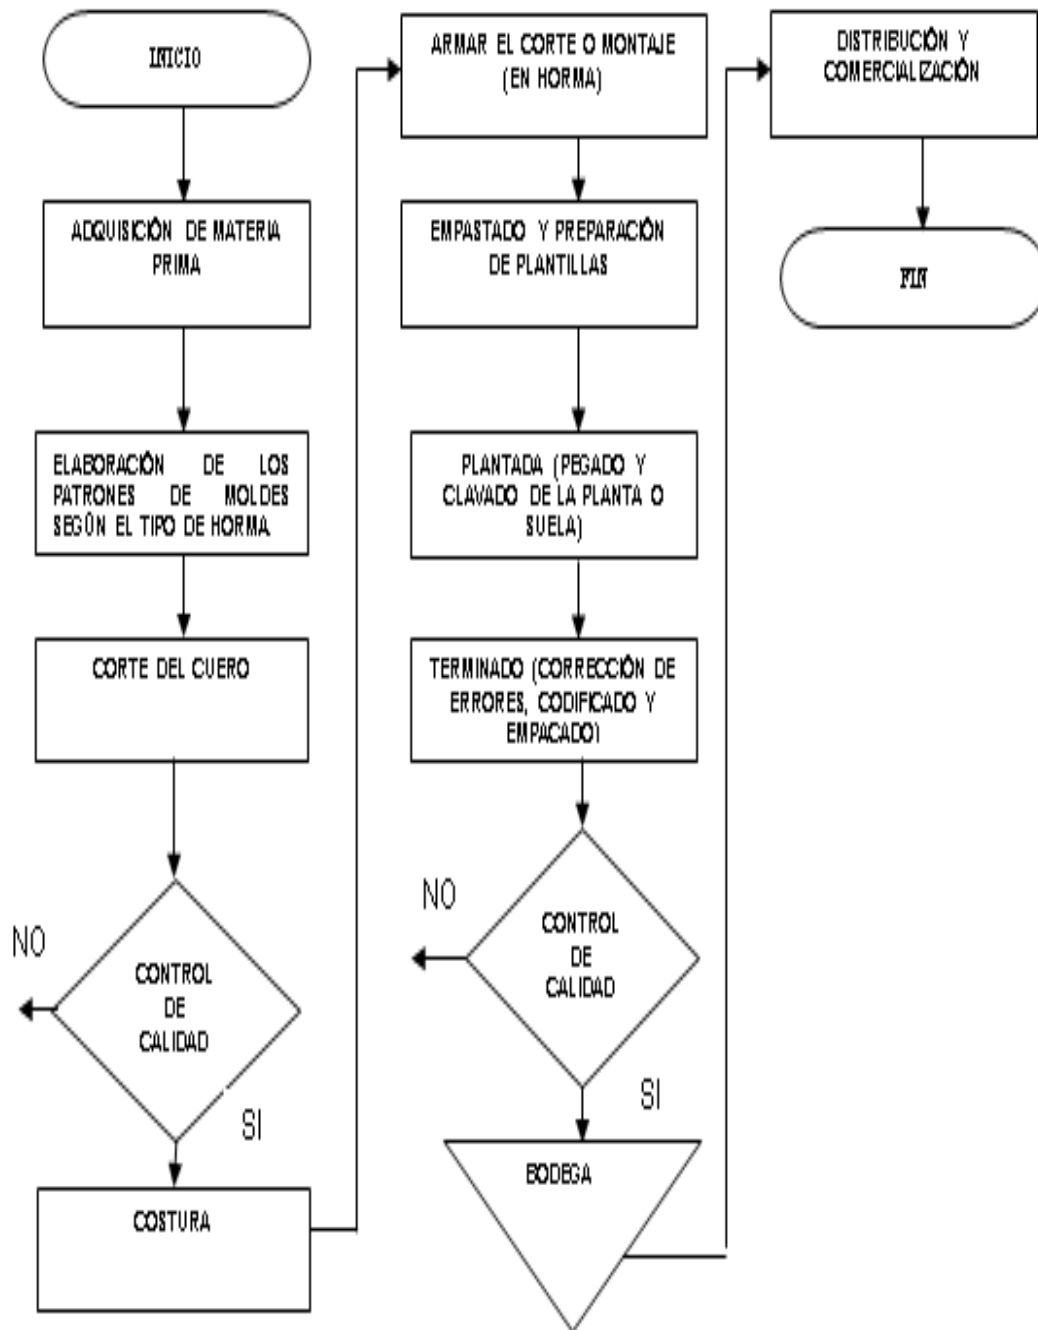 INICIO
ADQUISICIÓN DE MATERIA
PRIMA
ELABORACIÓN DE LOS
PATRONES DE MOLDES
SEGÚN EL TIPO DE HORMA
CORTE DEL CUERO
CONTROL
DE
CALIDAD
NO
SI
COSTURA
ARMAR EL CORTE O MONTAJE
(EN HORMA)
EMPASTADO Y PREPARACIÓN
DE PLANTILLAS
PLANTADA (PEGADO Y
CLAVADO DE LA PLANTA O
SUELA)
TERMINADO (CORRECCIÓN DE
ERRORES, CODIFICADO Y
EMPACADO)
CONTROL
DE
CALIDAD
NO
SI
BODEGA
DISTRIBUCIÓN Y
COMERCIALIZACIÓN
FIN